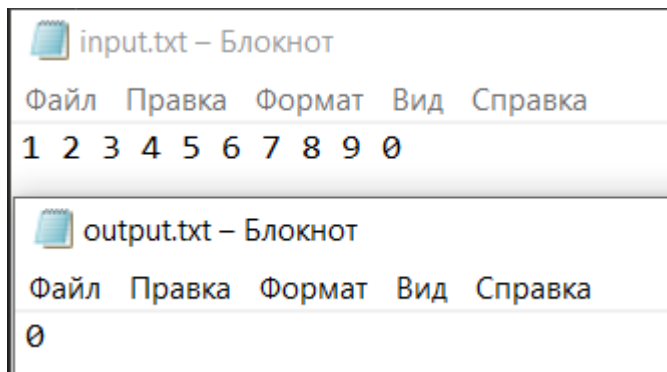 input.txt – Блокнот
Файл Правка Формат Вид Справка
1 2 3 4 5 6 7 8 9 0
output.txt – Блокнот
Файл Правка Формат Вид Справка
0